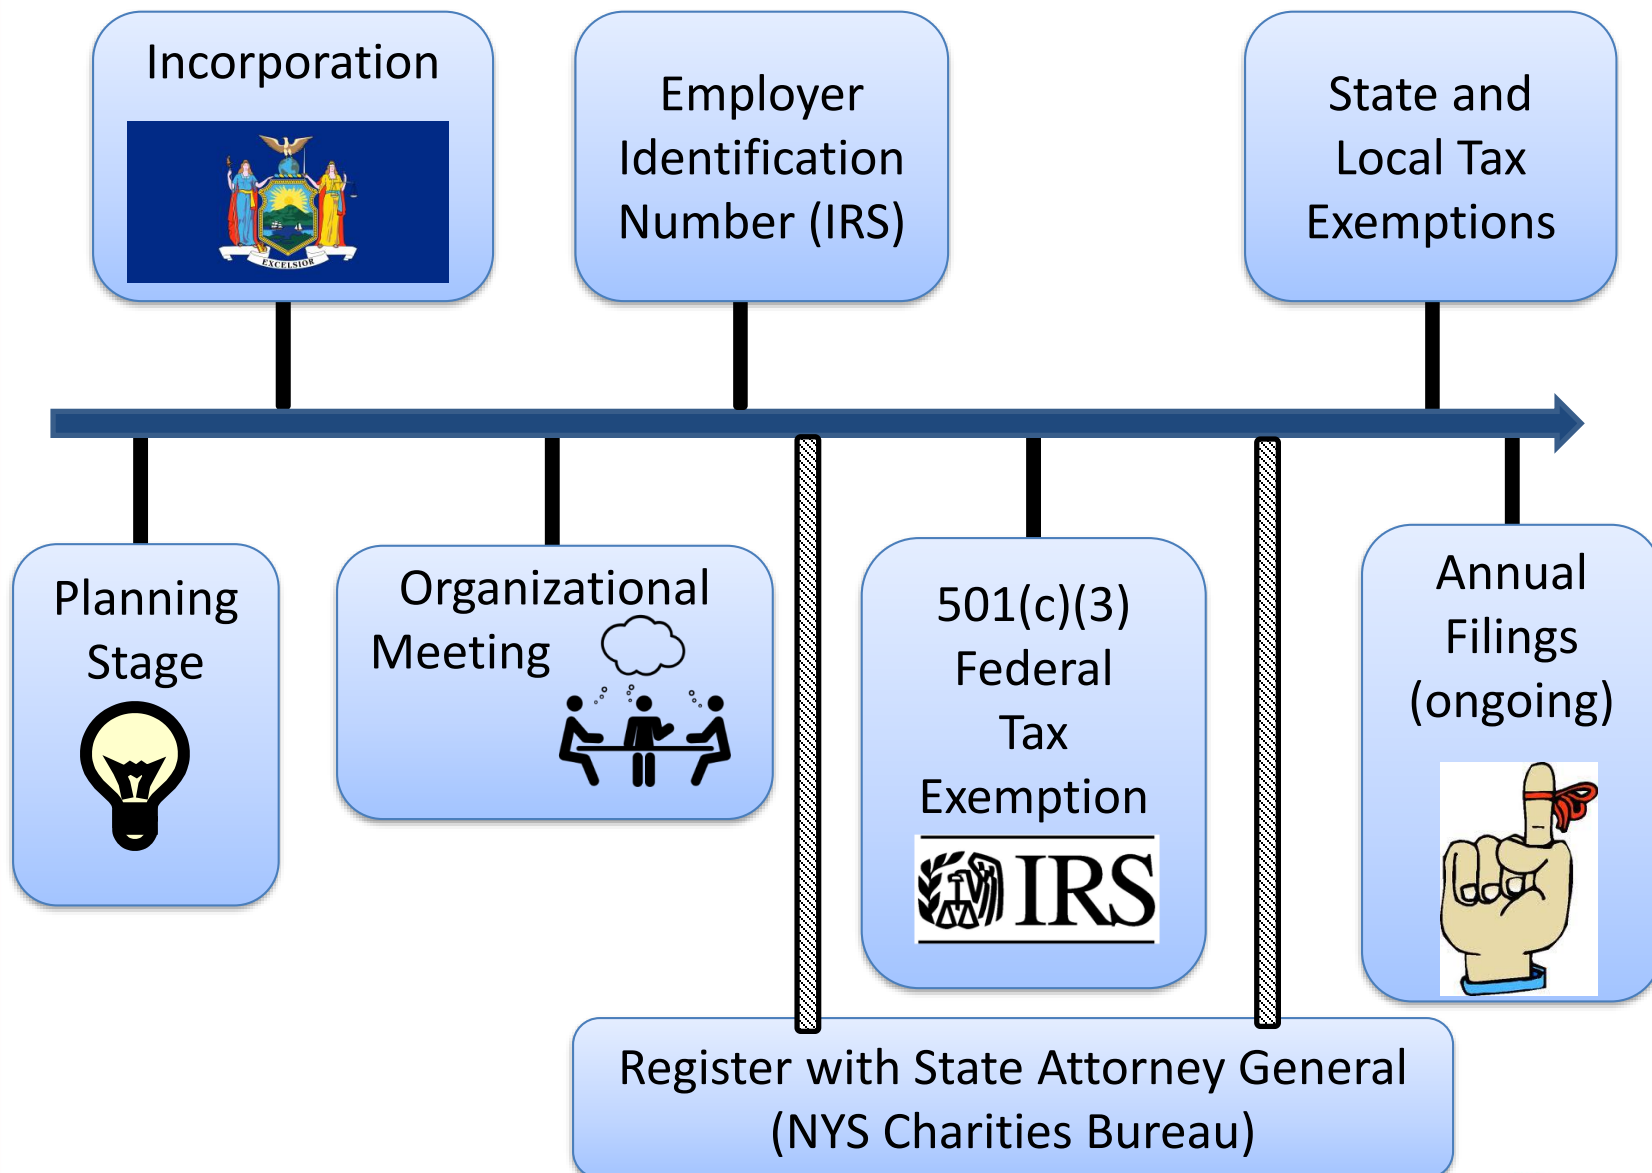 Incorporation
EXCELSIOR
Employer
Identification
Number (IRS)
State and
Local Tax
Exemptions
Planning
Stage
Organizational
Meeting
501(c)(3)
Federal
Tax
Exemption
IRS
Annual
Filings
(ongoing)
Register with State Attorney General
(NYS Charities Bureau)